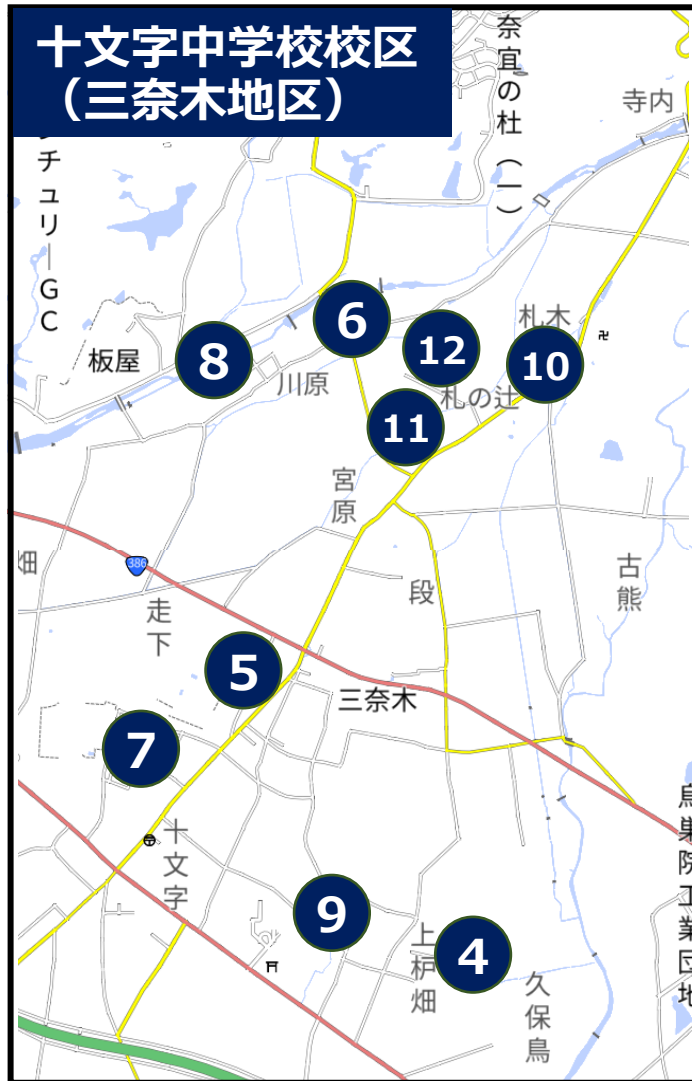 十文字中学校校区
（三奈木地区）
奈宜の杜（一）
寺内
チュリーGC
6
札木
8
12
10
板屋
川原
札の辻
11
宮原
386
畑
段
古熊
走下
5
三奈木
7
鳥巣院工業団地
十文字
9
上枦畑
4
久保鳥